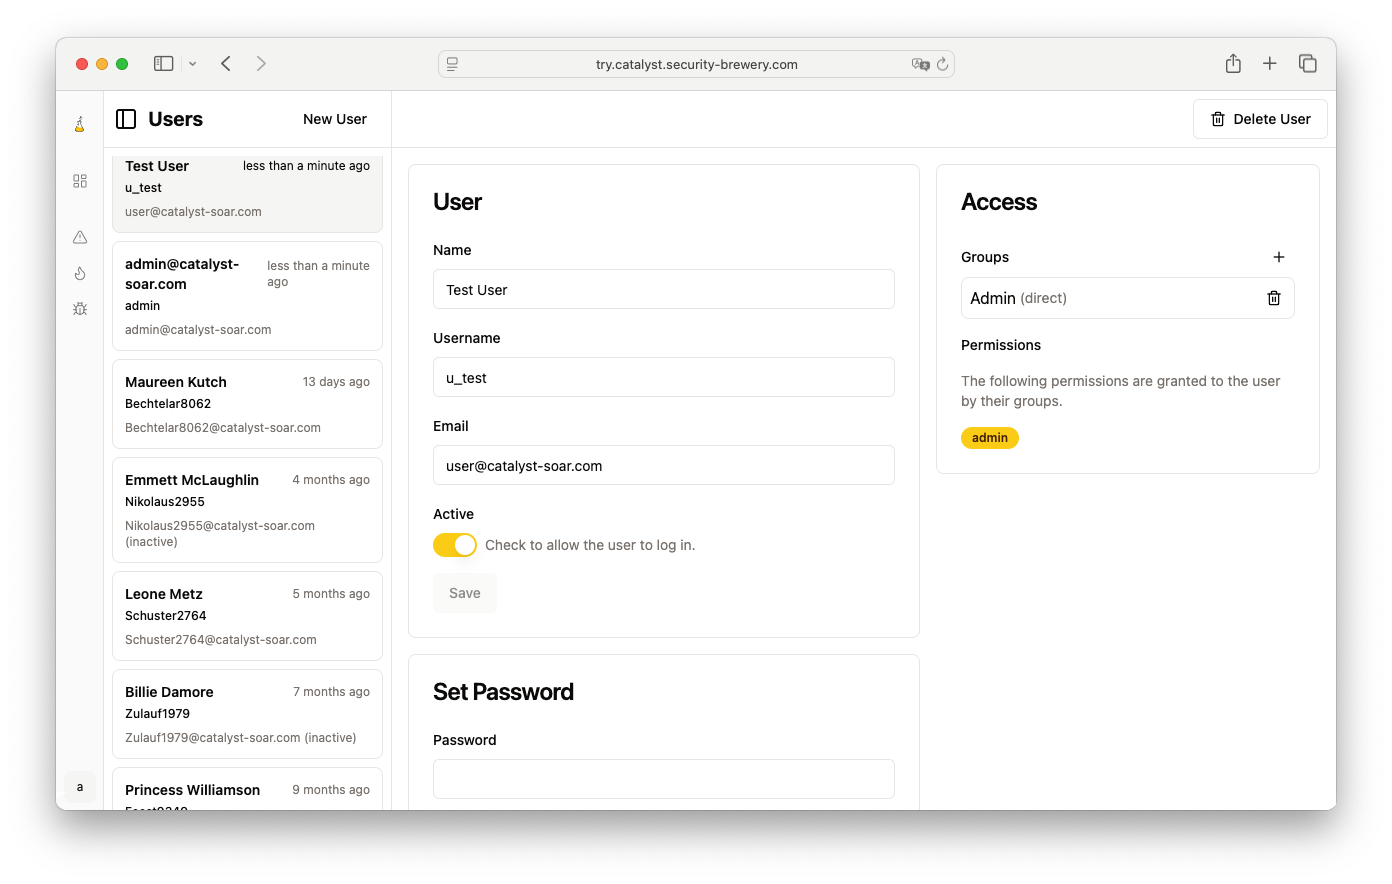 try.catalyst.security-brewery.com
Users
New User
Delete User
Test User
less than a minute ago
u_test
user@catalyst-soar.com
admin@catalyst-
soar.com
less than a minute
ago
admin
admin@catalyst-soar.com
Maureen Kutch
13 days ago
Bechtelar8062
Bechtelar8062@catalyst-soar.com
Emmett McLaughlin
4 months ago
Nikolaus2955
Nikolaus2955@catalyst-soar.com
(inactive)
Leone Metz
5 months ago
Schuster2764
Schuster2764@catalyst-soar.com
Billie Damore
7 months ago
Zulauf1979
Zulauf1979@catalyst-soar.com (inactive)
Princess Williamson
9 months ago
a
User
Name
Test User
Username
u_test
Email
user@catalyst-soar.com
Active
Check to allow the user to log in.
Save
Set Password
Password
Access
Groups
Admin (direct)
Permissions
The following permissions are granted to the user
by their groups.
admin